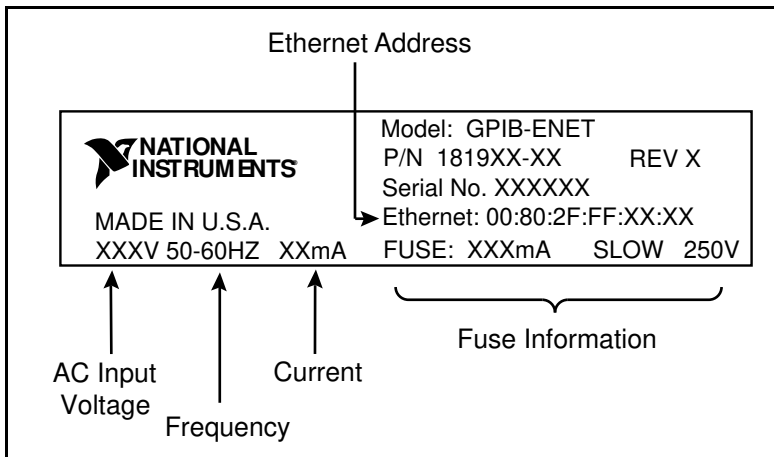 Ethernet Address
NATIONAL
INSTRUMENTS®
MADE IN U.S.A.
XXXV 50-60HZ XXmA
Model: GPIB-ENET
P/N 1819XX-XX REV X
Serial No. XXXXXX
Ethernet: 00:80:2F:FF:XX:XX
FUSE: XXXmA SLOW 250V
AC Input
Voltage
Frequency
Current
Fuse Information